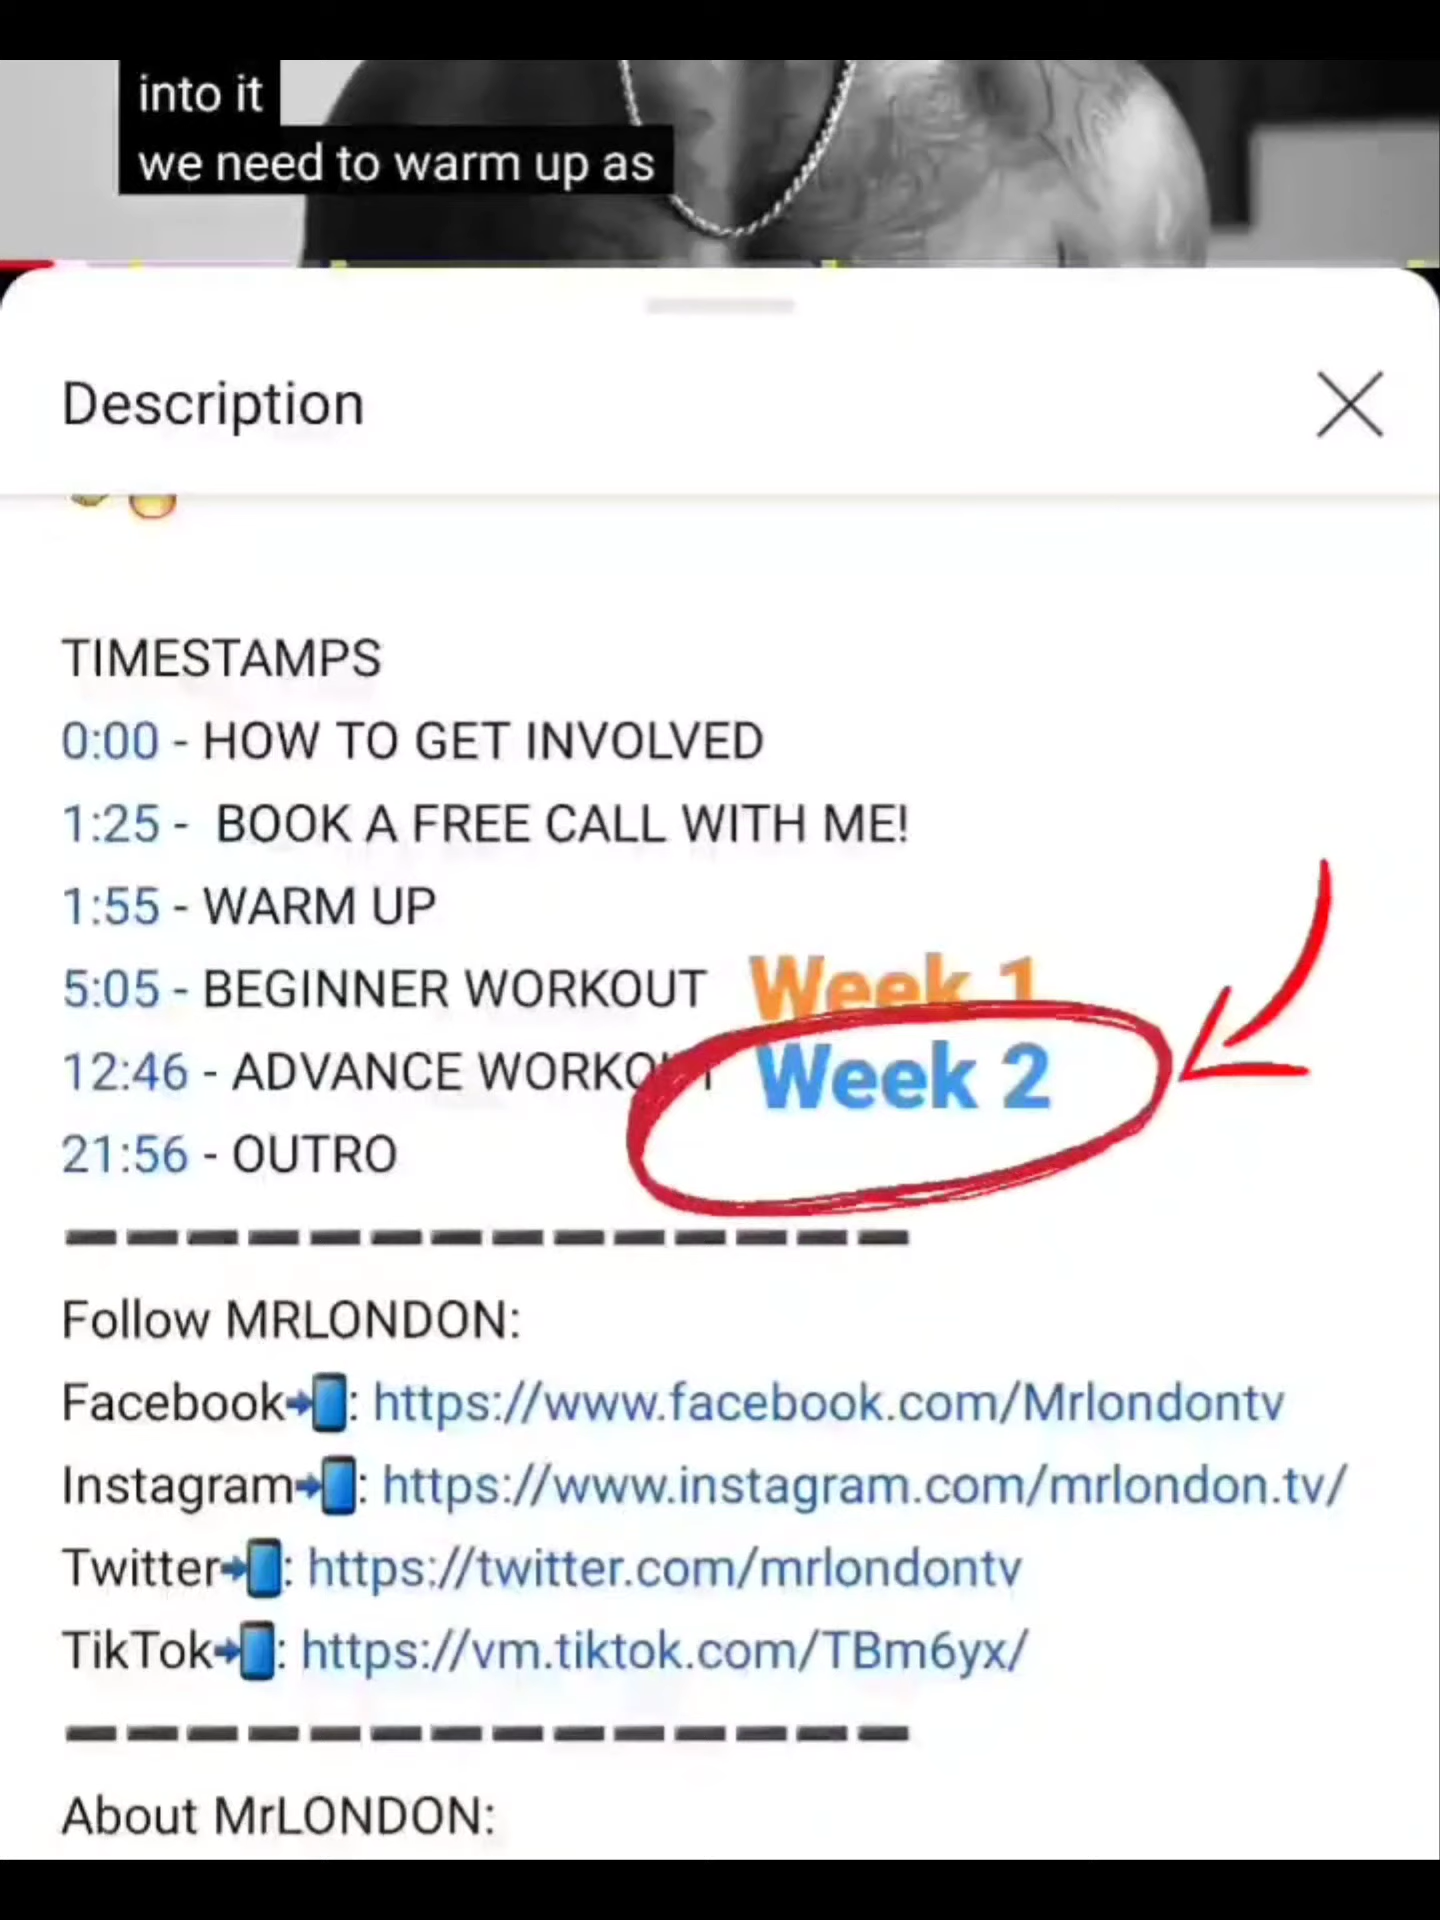 into it
we need to warm up as
Description
TIMESTAMPS
0:00 - HOW TO GET INVOLVED
1:25 - BOOK A FREE CALL WITH ME!
1:55 - WARM UP
5:05 - BEGINNER WORKOUT Week 1
12:46 - ADVANCE WORKOUT Week 2
21:56 - OUTRO
Follow MRLONDON:
Facebook📲: https://www.facebook.com/Mrlondontv
Instagram📲: https://www.instagram.com/mrlondon.tv/
Twitter📲: https://twitter.com/mrlondontv
TikTok📲: https://vm.tiktok.com/TBm6yx/
About MrLONDON: